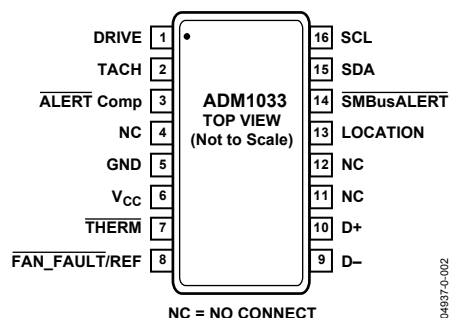 DRIVE 1
TACH 2
ALERT Comp 3
NC 4
GND 5
VCC 6
THERM 7
FAN_FAULT/REF 8
ADM1033
TOP VIEW
(Not to Scale)
16 SCL
15 SDA
14 SMBusALERT
13 LOCATION
12 NC
11 NC
10 D+
9 D–
NC = NO CONNECT
04937-0-002